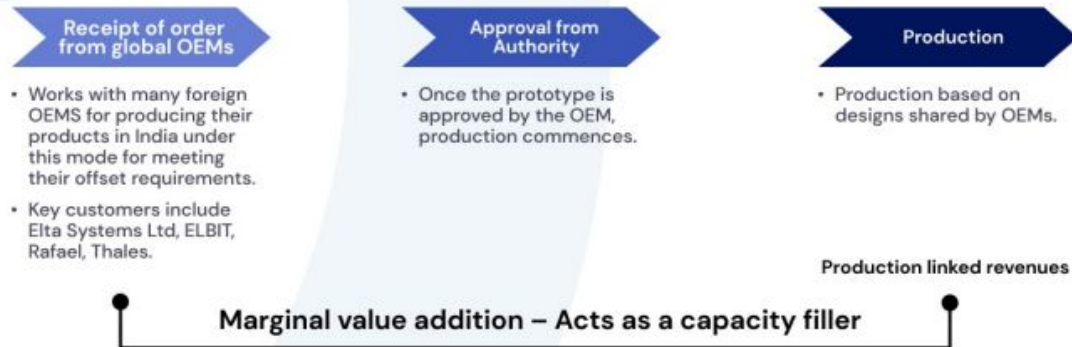 Receipt of order
from global OEMs
• Works with many foreign
OEMS for producing their
products in India under
this mode for meeting
their offset requirements.
• Key customers include
Elta Systems Ltd, ELBIT,
Rafael, Thales.
Approval from
Authority
• Once the prototype is
approved by the OEM,
production commences.
Production
• Production based on
designs shared by OEMs.
Production linked revenues
Marginal value addition – Acts as a capacity filler